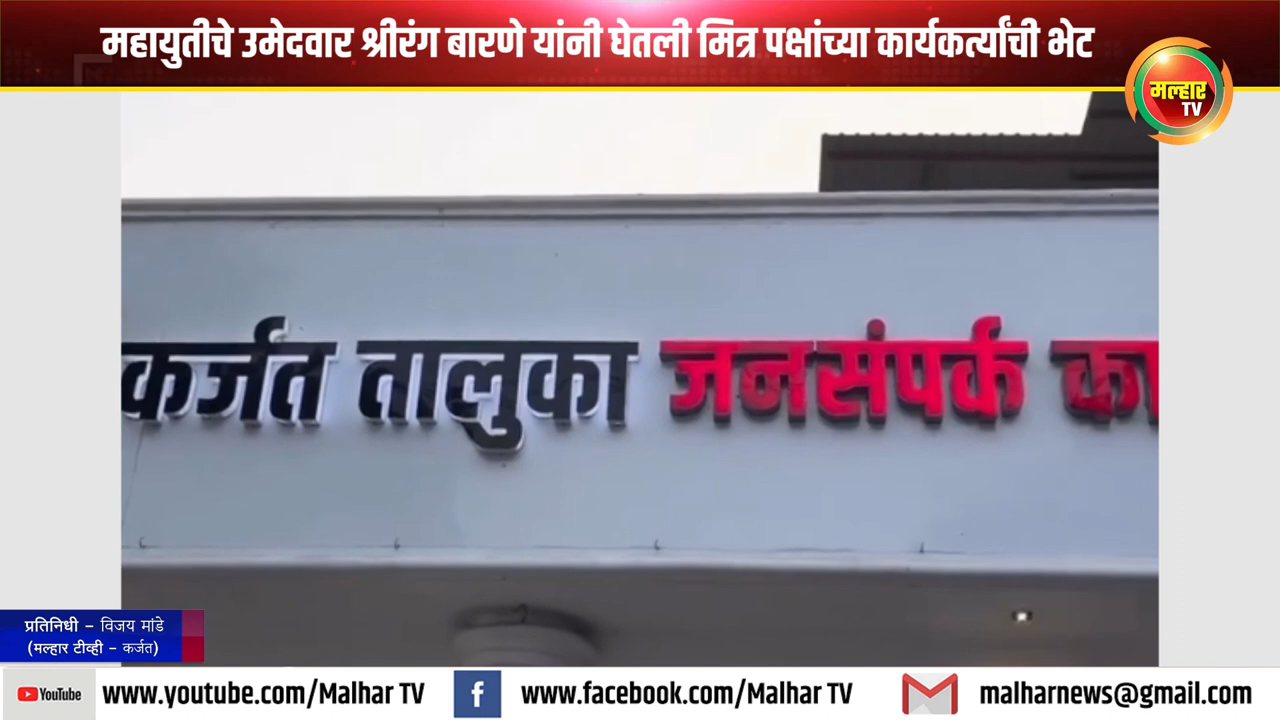 महायुतीचे उमेदवार श्रीरंग बारणे यांनी घेतली मित्र पक्षांच्या कार्यकर्त्यांची भेट
मल्हार
TV
कर्जत तालुका जनसंपर्क का
प्रतिनिधी – विजय मांडे
(मल्हार टीव्ही – कर्जत)
YouTube www.youtube.com/Malhar TV www.facebook.com/Malhar TV malharnews@gmail.com